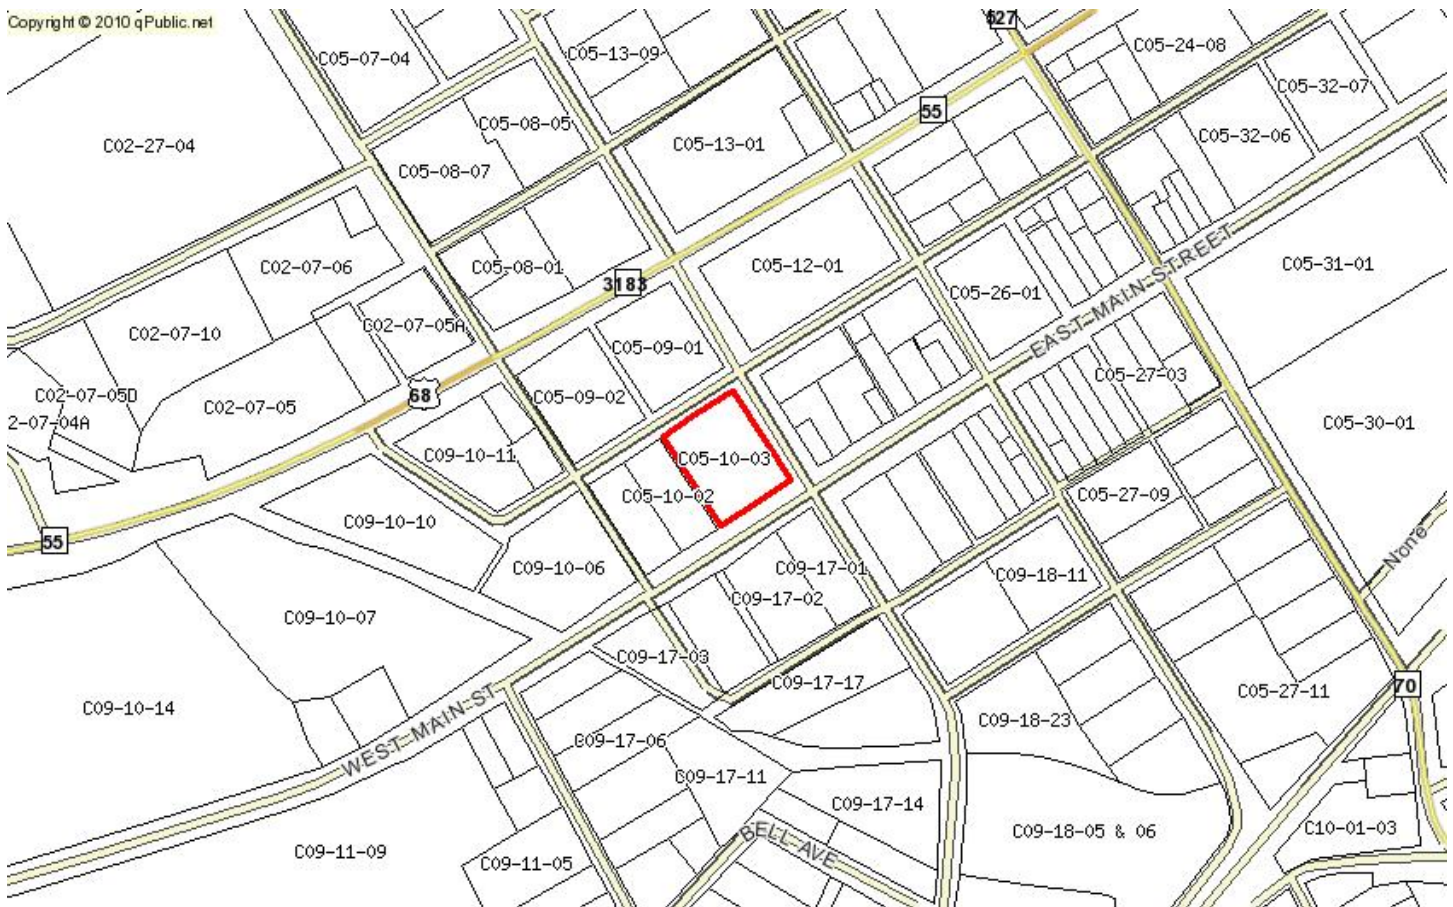 Copyright © 2010 qPublic.net
527
C05-07-04
C05-13-09
C05-24-08
C05-32-07
55
C05-08-05
C02-27-04
C05-13-01
C05-32-06
C05-08-07
C02-07-06
C05-08-01
C05-12-01
C05-31-01
3183
C05-26-01
EAST MAIN STREET
C02-07-10
C02-07-05A
C05-09-01
C05-27-03
C02-07-05D
68
C05-09-02
C02-07-05
2-07-04A
C05-30-01
C09-10-11
C05-10-03
C05-10-02
C05-27-09
C09-10-10
55
None
C09-10-06
C09-17-01
C09-18-11
C09-17-02
C09-10-07
C09-17-03
C09-17-17
70
C05-27-11
C09-10-14
WEST MAIN ST
C09-18-23
C09-17-06
C09-17-11
C09-17-14
BELL AVE
C09-18-05 & 06
C10-01-03
C09-11-09
C09-11-05